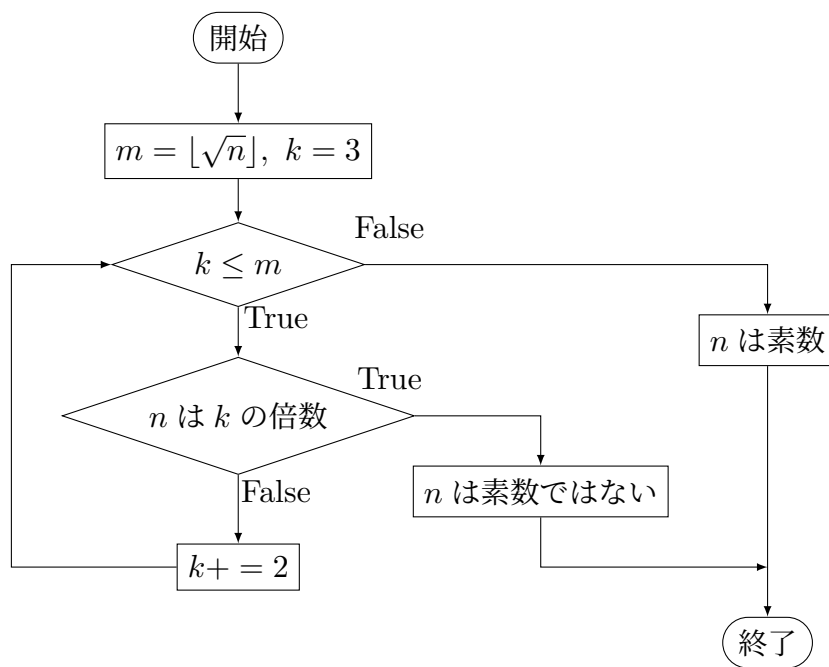 開始
m = ⌊√n⌋, k = 3
False
k ≤ m
True
n は素数
True
n は k の倍数
False
n は素数ではない
k+ = 2
終了